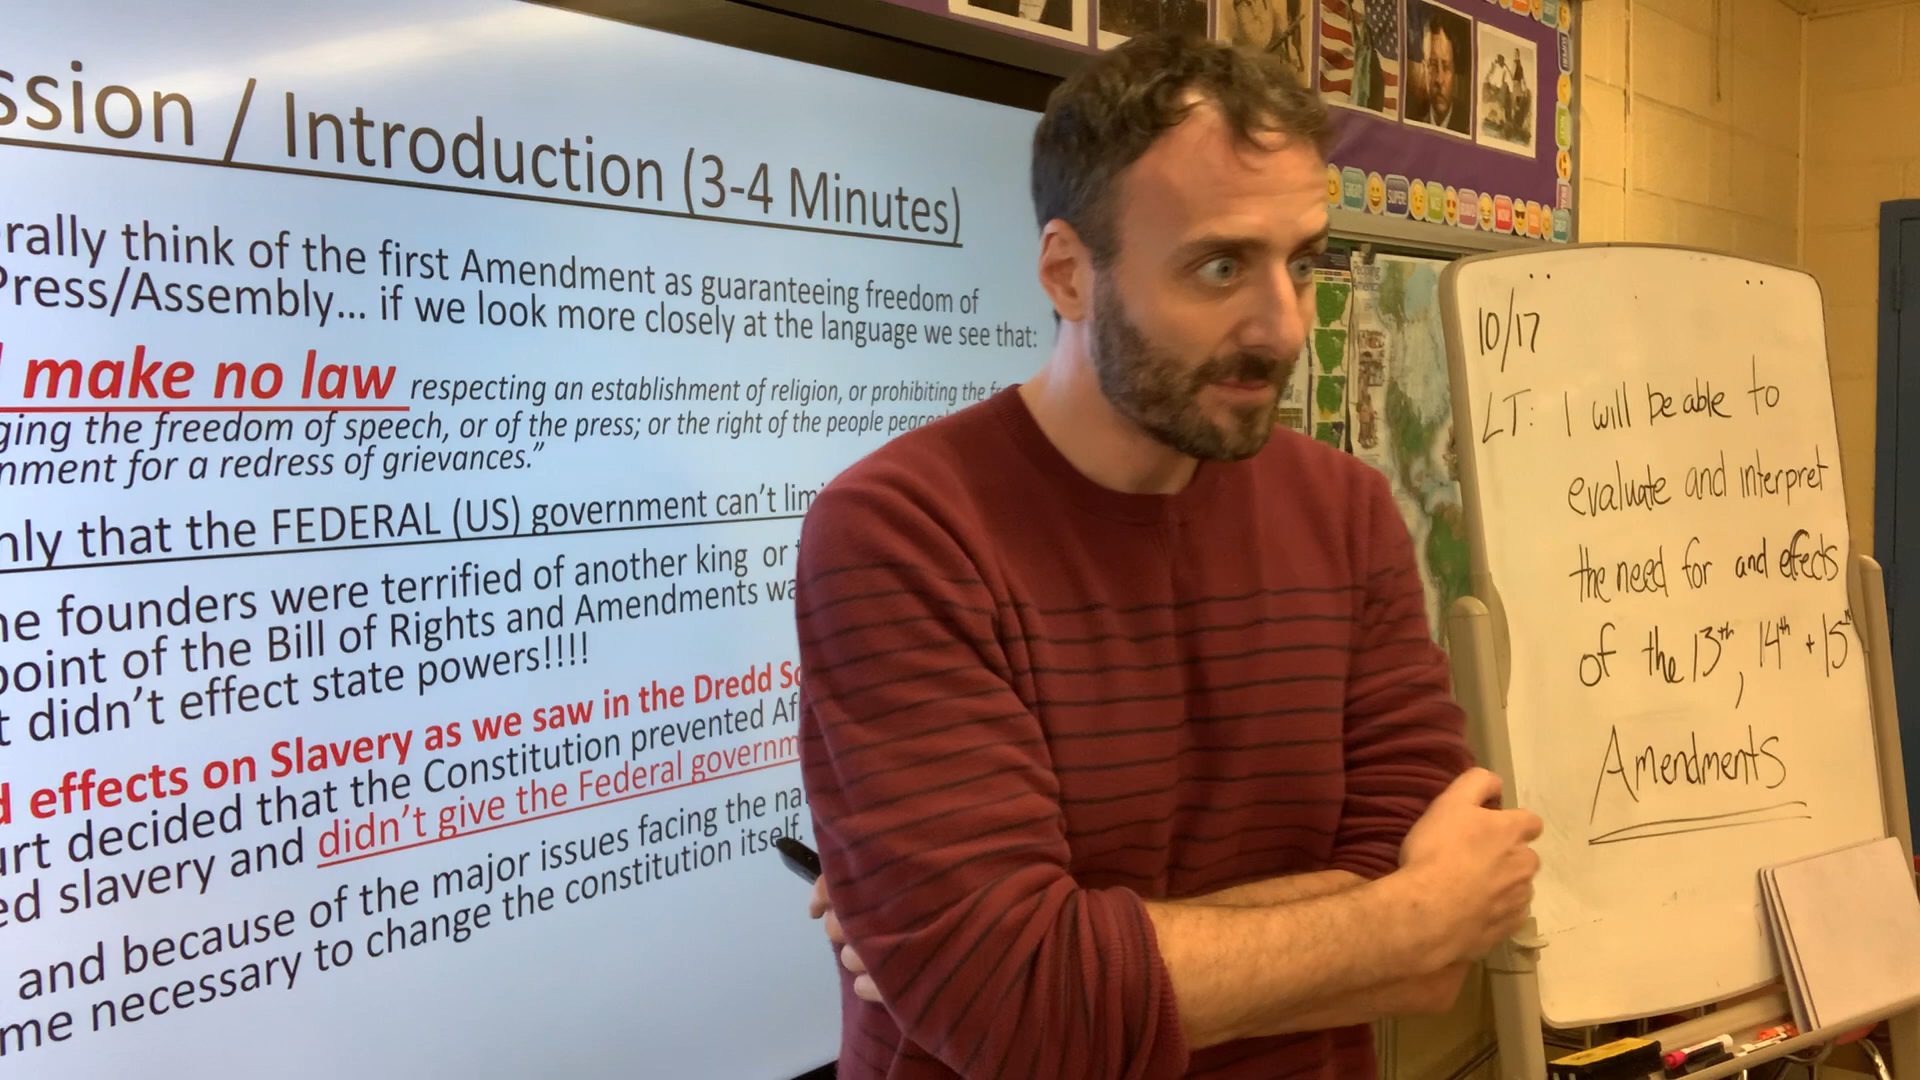 ssion / Introduction (3-4 Minutes)
rally think of the first Amendment as guaranteeing freedom of
Press/Assembly... if we look more closely at the language we see that:
make no law respecting an establishment of religion, or prohibiting the
ging the freedom of speech, or of the press; or the right of the people
nment for a redress of grievances.”
nly that the FEDERAL (US) government can't
he founders were terrified of another king or
point of the Bill of Rights and Amendments
didn't effect state powers!!!!
effects on Slavery as we saw in the Dredd
urt decided that the Constitution prevented
ed slavery and didn't give the Federal governm
and because of the major issues facing the
me necessary to change the constitution itself.
10/17
LT: I will be able to
evaluate and interpret
the need for and effects
of the 13th, 14th + 15th
Amendments
SUPER!